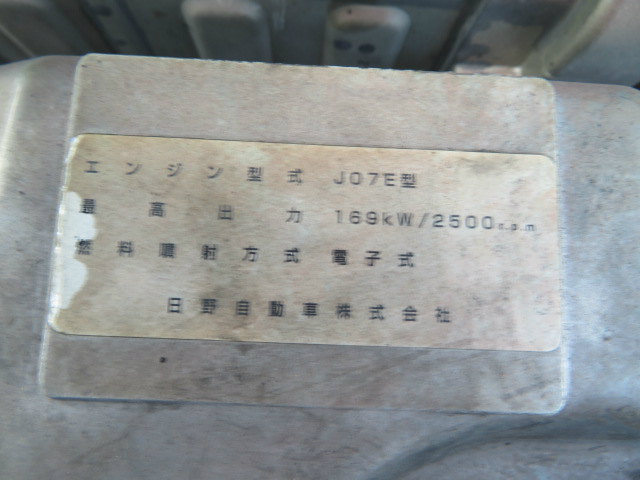 エンジン型式 J07E型
最高出力 169kW/2500r.p.m
燃料噴射方式 電子式
日野自動車株式会社